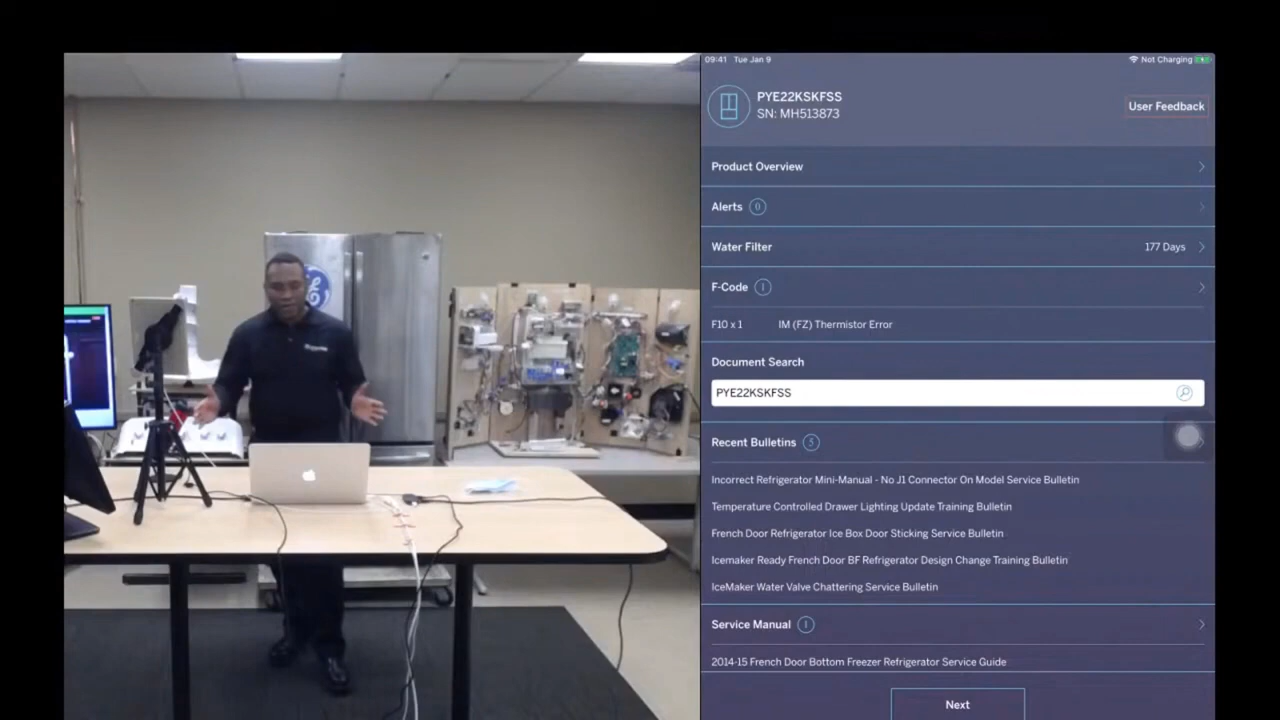 09:41 Tue Jan 9
Not Charging
PYE22KSKFSS
SN: MH513873
User Feedback
Product Overview
Alerts 0
Water Filter 177 Days
F-Code 1
F10 x 1 IM (FZ) Thermistor Error
Document Search
PYE22KSKFSS
Recent Bulletins 5
Incorrect Refrigerator Mini-Manual - No J1 Connector On Model Service Bulletin
Temperature Controlled Drawer Lighting Update Training Bulletin
French Door Refrigerator Ice Box Door Sticking Service Bulletin
Icemaker Ready French Door BF Refrigerator Design Change Training Bulletin
IceMaker Water Valve Chattering Service Bulletin
Service Manual 1
2014-15 French Door Bottom Freezer Refrigerator Service Guide
Next